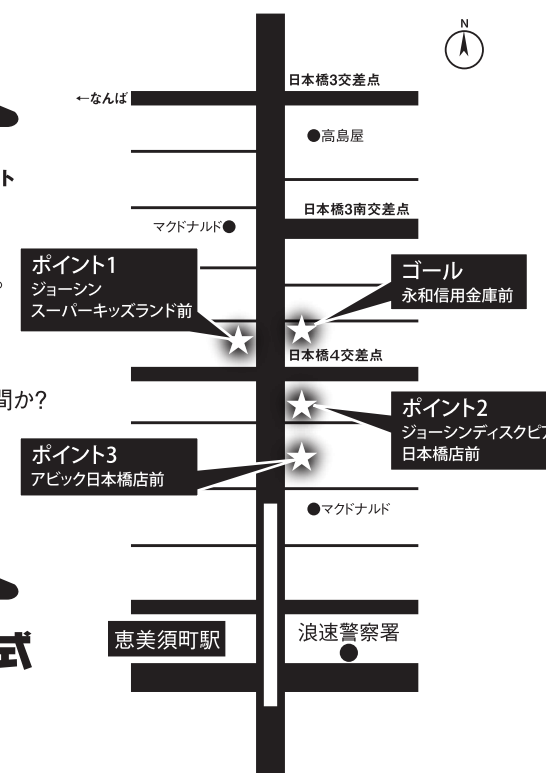 N
日本橋3交差点
←なんば
●高島屋
ト
日本橋3南交差点
マクドナルド●
ポイント1
ジョーシン
スーパーキッズランド前
ゴール
永和信用金庫前
日本橋4交差点
間か?
ポイント2
ジョーシンディスクピア
日本橋店前
ポイント3
アビック日本橋店前
●マクドナルド
恵美須町駅
浪速警察署
式